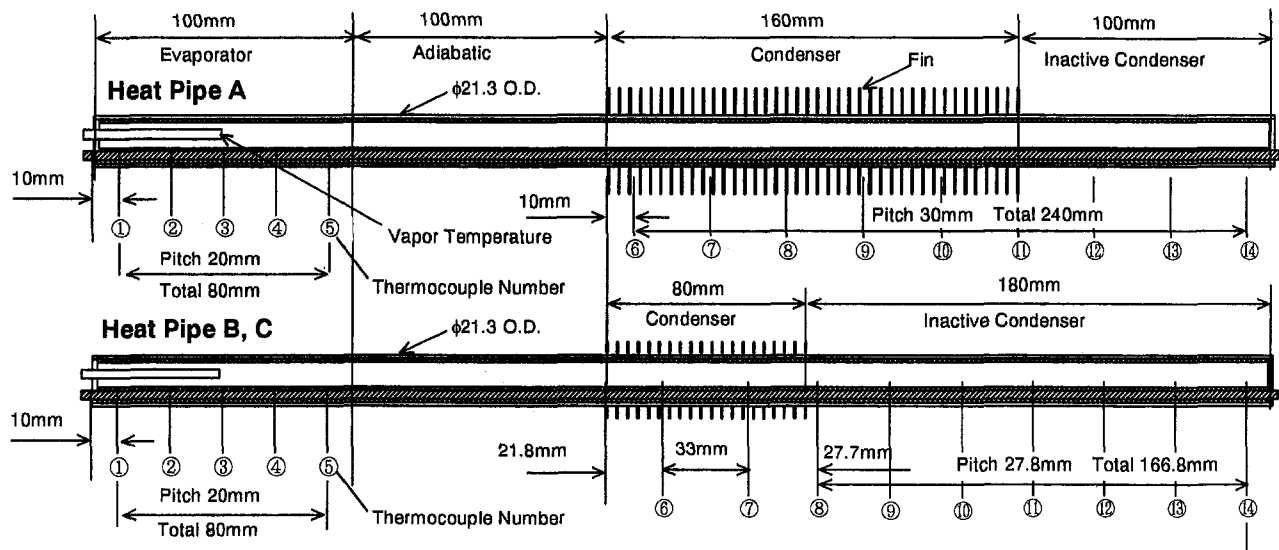 100mm 100mm 160mm 100mm
Evaporator Adiabatic Condenser Inactive Condenser
Heat Pipe A
Fin
ϕ21.3 O.D.
10mm
10mm
Pitch 30mm Total 240mm
① ② ③ ④ ⑤
Vapor Temperature
⑥ ⑦ ⑧ ⑨ ⑩ ⑪ ⑫ ⑬ ⑭
Pitch 20mm
Total 80mm
Thermocouple Number
80mm 180mm
Heat Pipe B, C
ϕ21.3 O.D.
Condenser Inactive Condenser
10mm
21.8mm 33mm 27.7mm
Pitch 27.8mm Total 166.8mm
① ② ③ ④ ⑤
⑥ ⑦ ⑧ ⑨ ⑩ ⑪ ⑫ ⑬ ⑭
Pitch 20mm
Total 80mm
Thermocouple Number